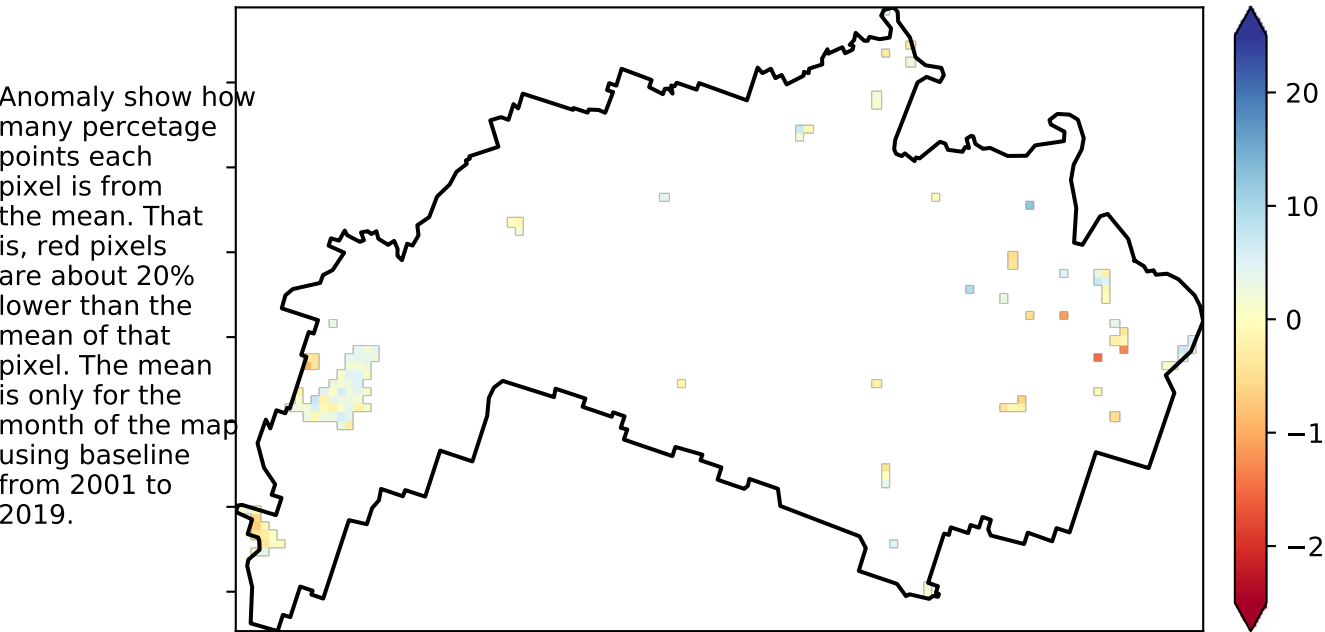 Anomaly show how
many percetage
points each
pixel is from
the mean. That
is, red pixels
are about 20%
lower than the
mean of that
pixel. The mean
is only for the
month of the map
using baseline
from 2001 to
2019.
20
10
0
−1
−2